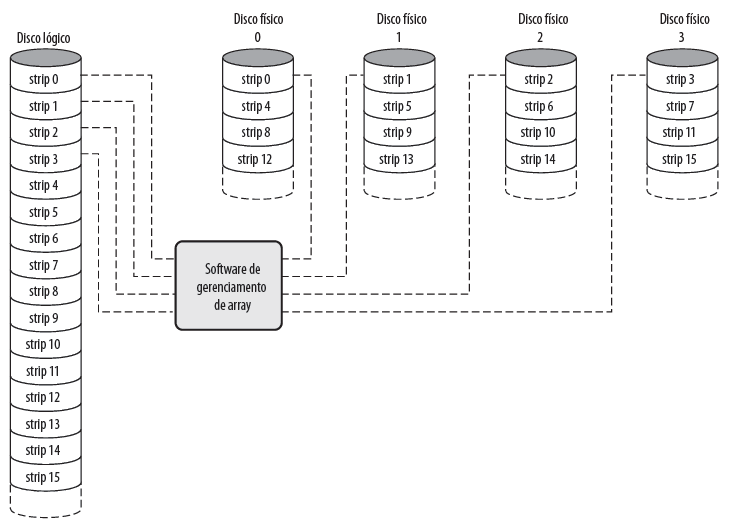 Disco lógico
strip 0
strip 1
strip 2
strip 3
strip 4
strip 5
strip 6
strip 7
strip 8
strip 9
strip 10
strip 11
strip 12
strip 13
strip 14
strip 15
Disco físico
0
strip 0
strip 4
strip 8
strip 12
Disco físico
1
strip 1
strip 5
strip 9
strip 13
Disco físico
2
strip 2
strip 6
strip 10
strip 14
Disco físico
3
strip 3
strip 7
strip 11
strip 15
Software de
gerenciamento
de array